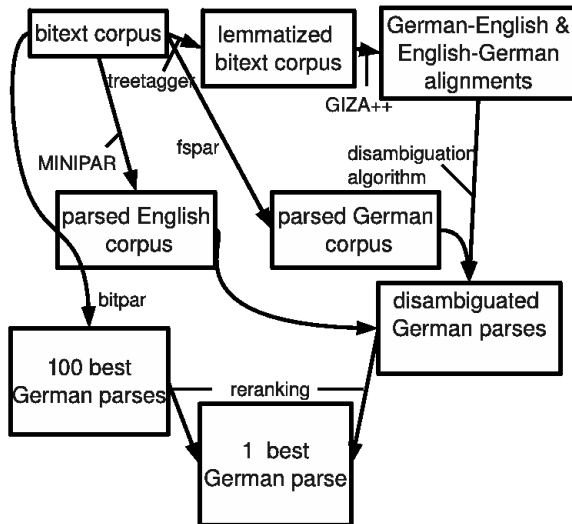 bitext corpus
lemmatized
bitext corpus
German-English &
English-German
alignments
treetagger
GIZA++
MINIPAR
fspar
disambiguation
algorithm
parsed English
corpus
parsed German
corpus
bitpar
disambiguated
German parses
100 best
German parses
reranking
1 best
German parse